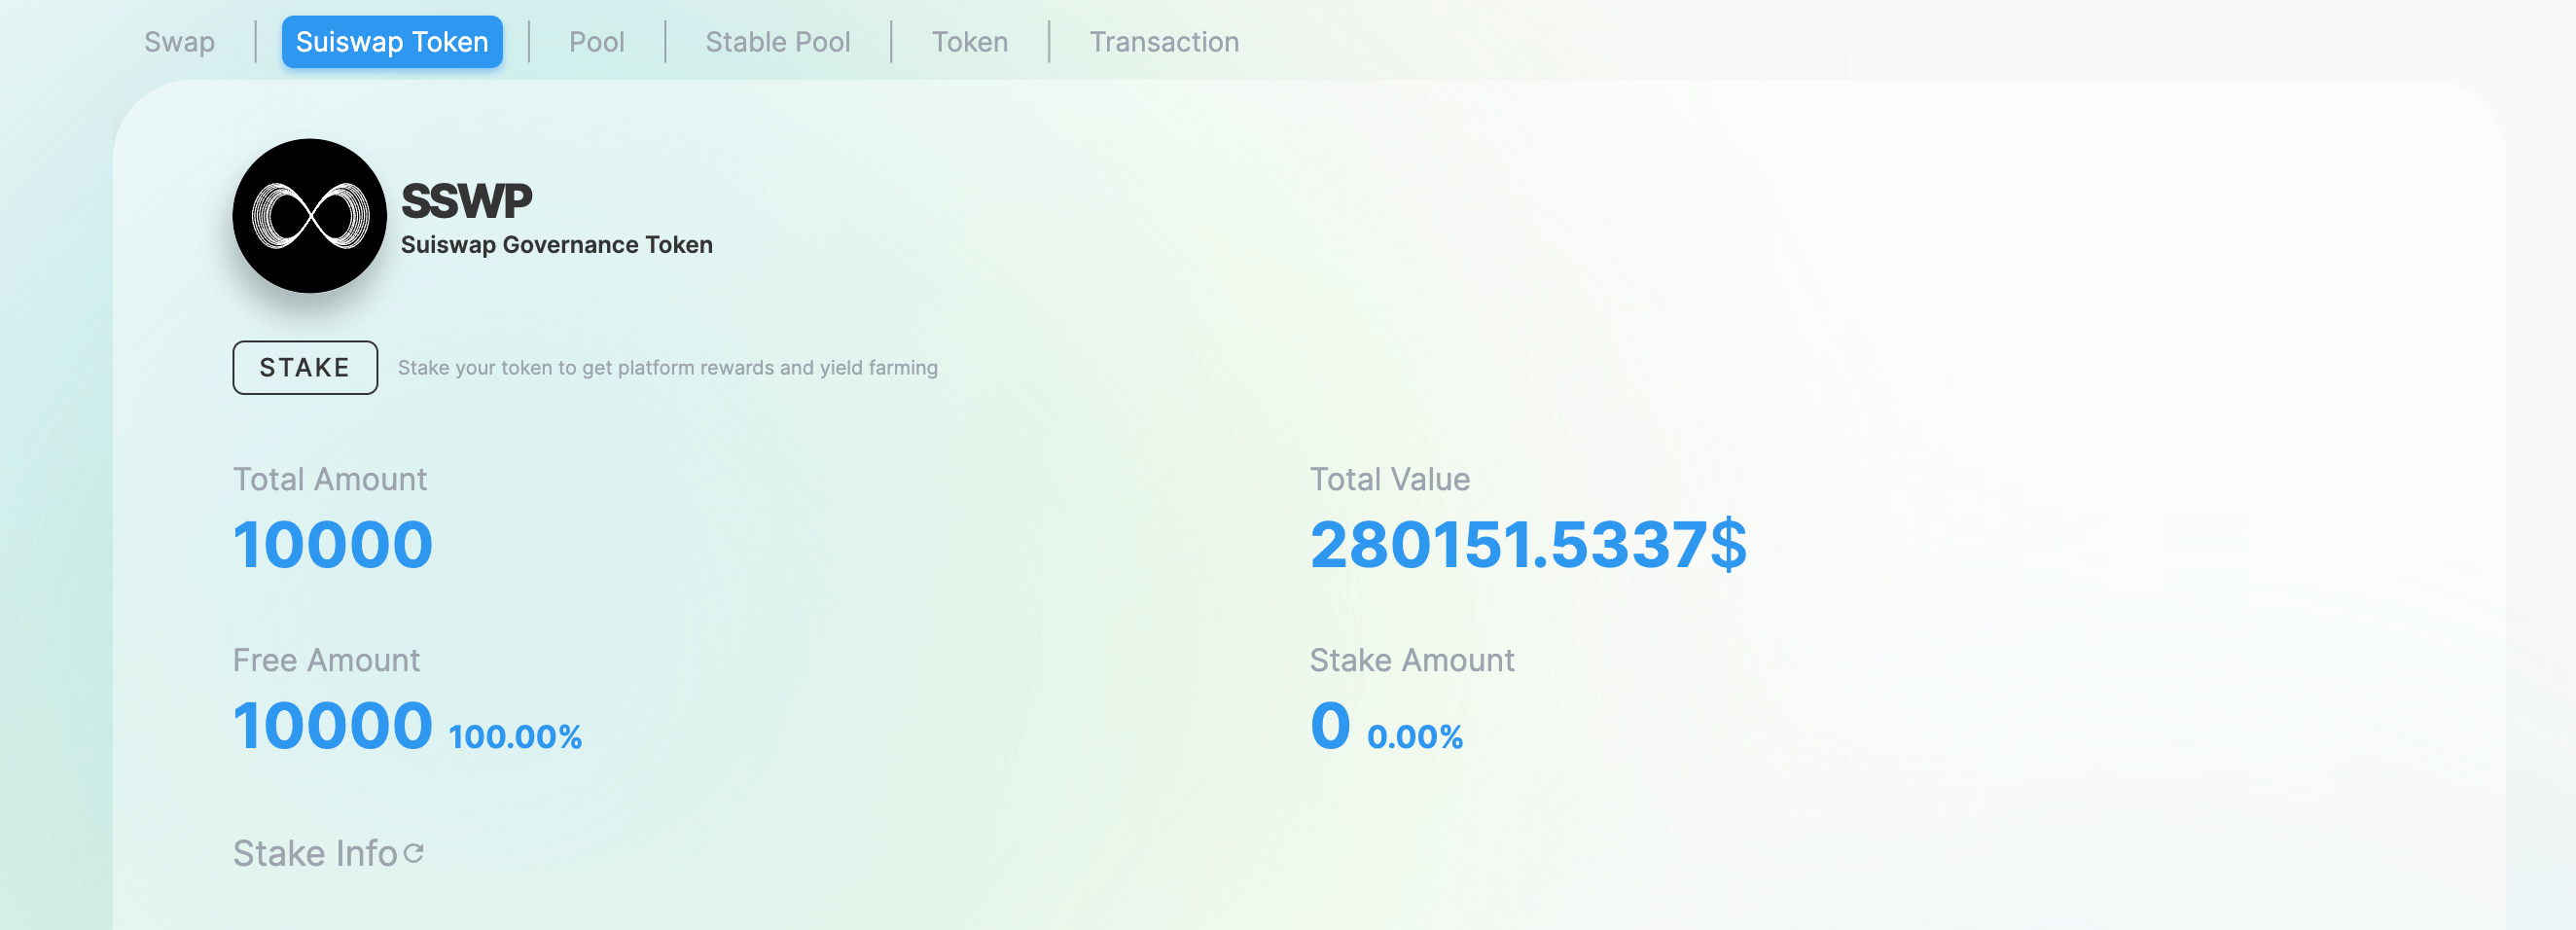 Swap | Suiswap Token | Pool | Stable Pool | Token | Transaction
SSWP
Suiswap Governance Token
STAKE Stake your token to get platform rewards and yield farming
Total Amount Total Value
10000 280151.5337$
Free Amount Stake Amount
10000 100.00% 0 0.00%
Stake Info